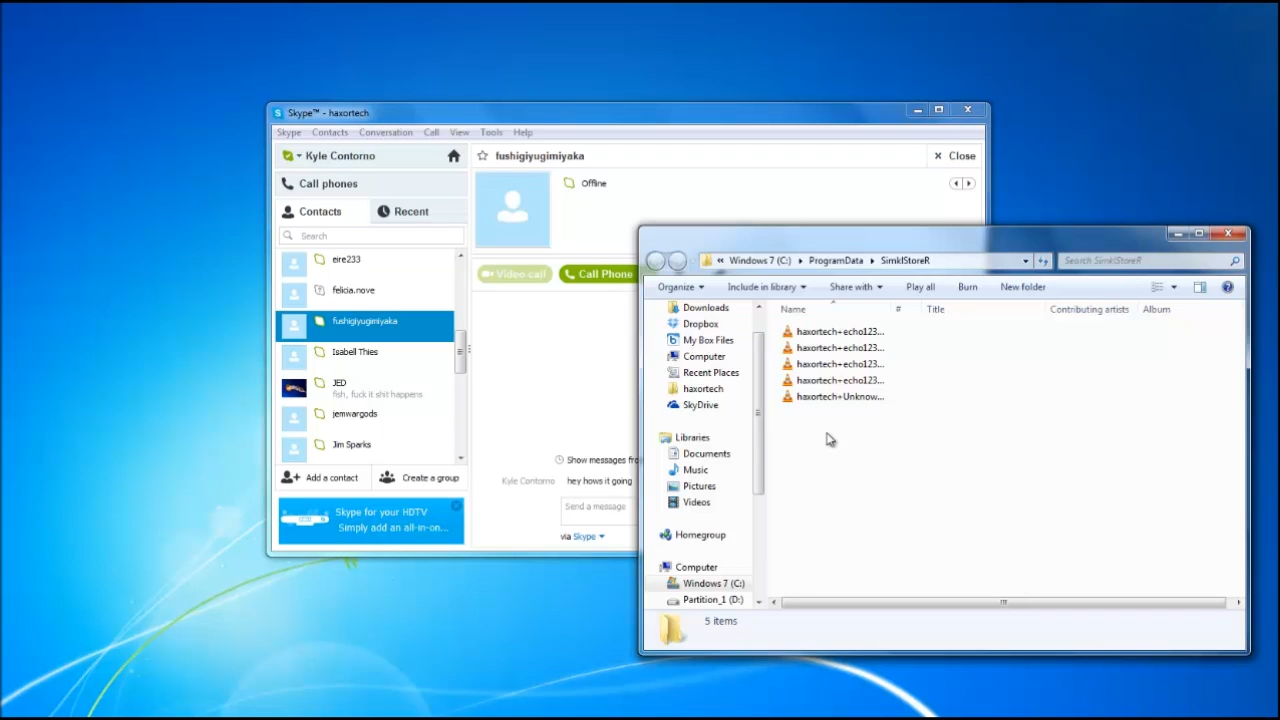 Skype™ - haxortech
Skype Contacts Conversation Call View Tools Help
Kyle Contorno
Call phones
Contacts Recent
Search
eire233
felicia.nove
fushigiyugimiyaka
Isabell Thies
JED
fish, fuck it shit happens
jemwargods
Jim Sparks
Add a contact Create a group
Skype for your HDTV
Simply add an all-in-on...
fushigiyugimiyaka
Close
Offline
Video call Call Phone
Show messages fro
Kyle Contorno hey hows it going
Send a message
via Skype
« Windows 7 (C:) ▸ ProgramData ▸ SimklStoreR
Search SimklStoreR
Organize Include in library Share with Play all Burn New folder
Downloads
Dropbox
My Box Files
Computer
Recent Places
haxortech
SkyDrive
Libraries
Documents
Music
Pictures
Videos
Homegroup
Computer
Windows 7 (C:)
Partition_1 (D:)
Name # Title Contributing artists Album
haxortech+echo123...
haxortech+echo123...
haxortech+echo123...
haxortech+echo123...
haxortech+Unknow...
5 items